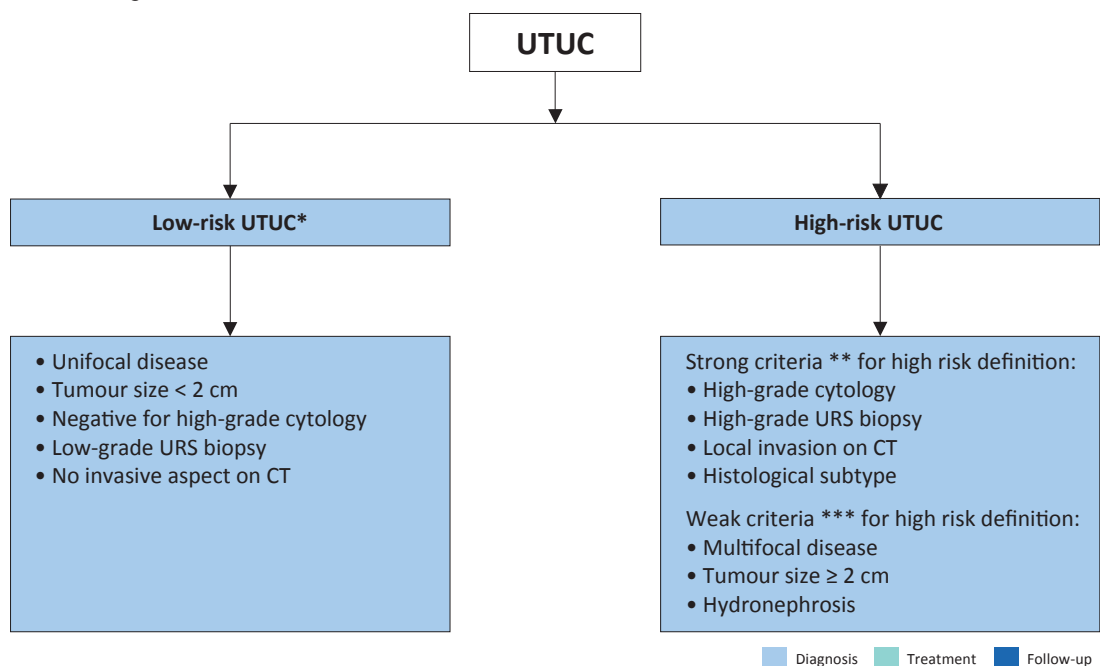 UTUC
Low-risk UTUC*
High-risk UTUC
• Unifocal disease
• Tumour size < 2 cm
• Negative for high-grade cytology
• Low-grade URS biopsy
• No invasive aspect on CT
Strong criteria ** for high risk definition:
• High-grade cytology
• High-grade URS biopsy
• Local invasion on CT
• Histological subtype
Weak criteria *** for high risk definition:
• Multifocal disease
• Tumour size ≥ 2 cm
• Hydronephrosis
Diagnosis Treatment Follow-up